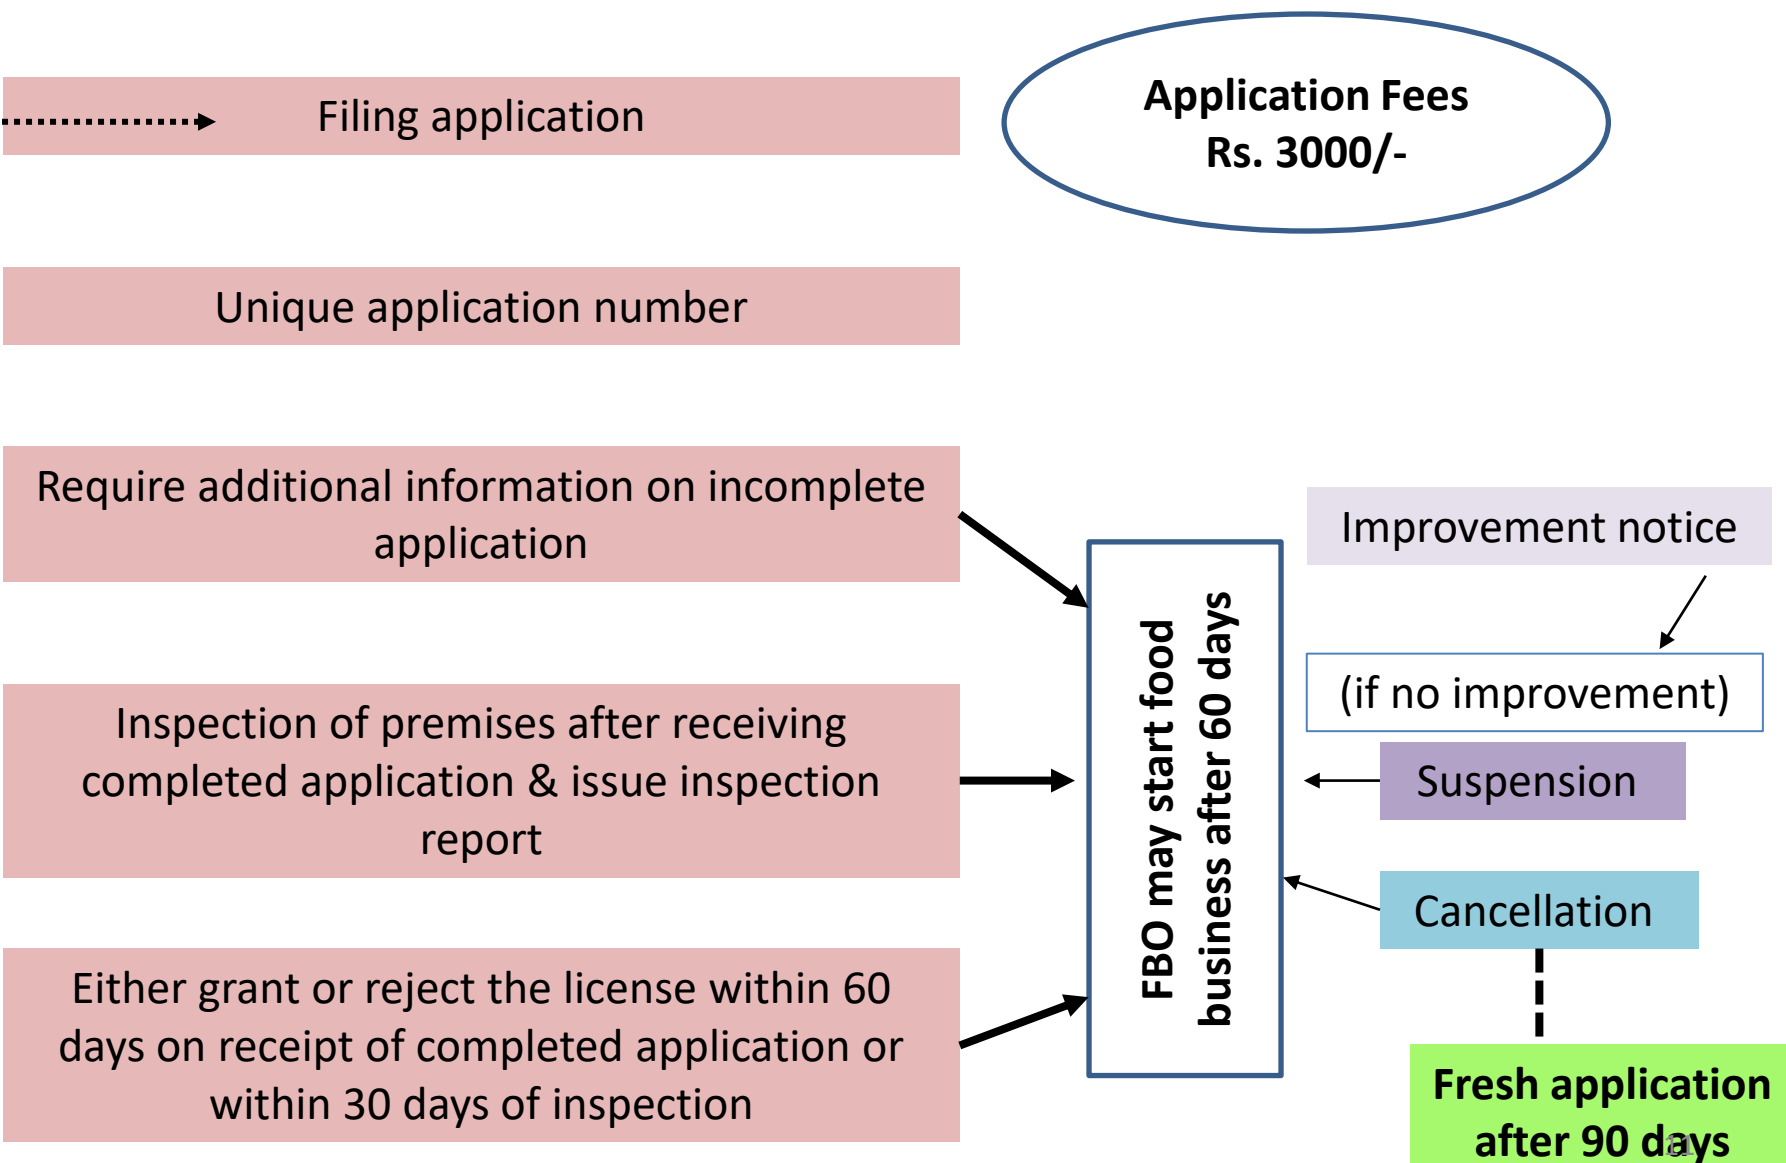 Filing application
Application Fees
Rs. 3000/-
Unique application number
Require additional information on incomplete
application
Inspection of premises after receiving
completed application & issue inspection
report
Either grant or reject the license within 60
days on receipt of completed application or
within 30 days of inspection
FBO may start food
business after 60 days
Improvement notice
(if no improvement)
Suspension
Cancellation
Fresh application
after 90 days
11